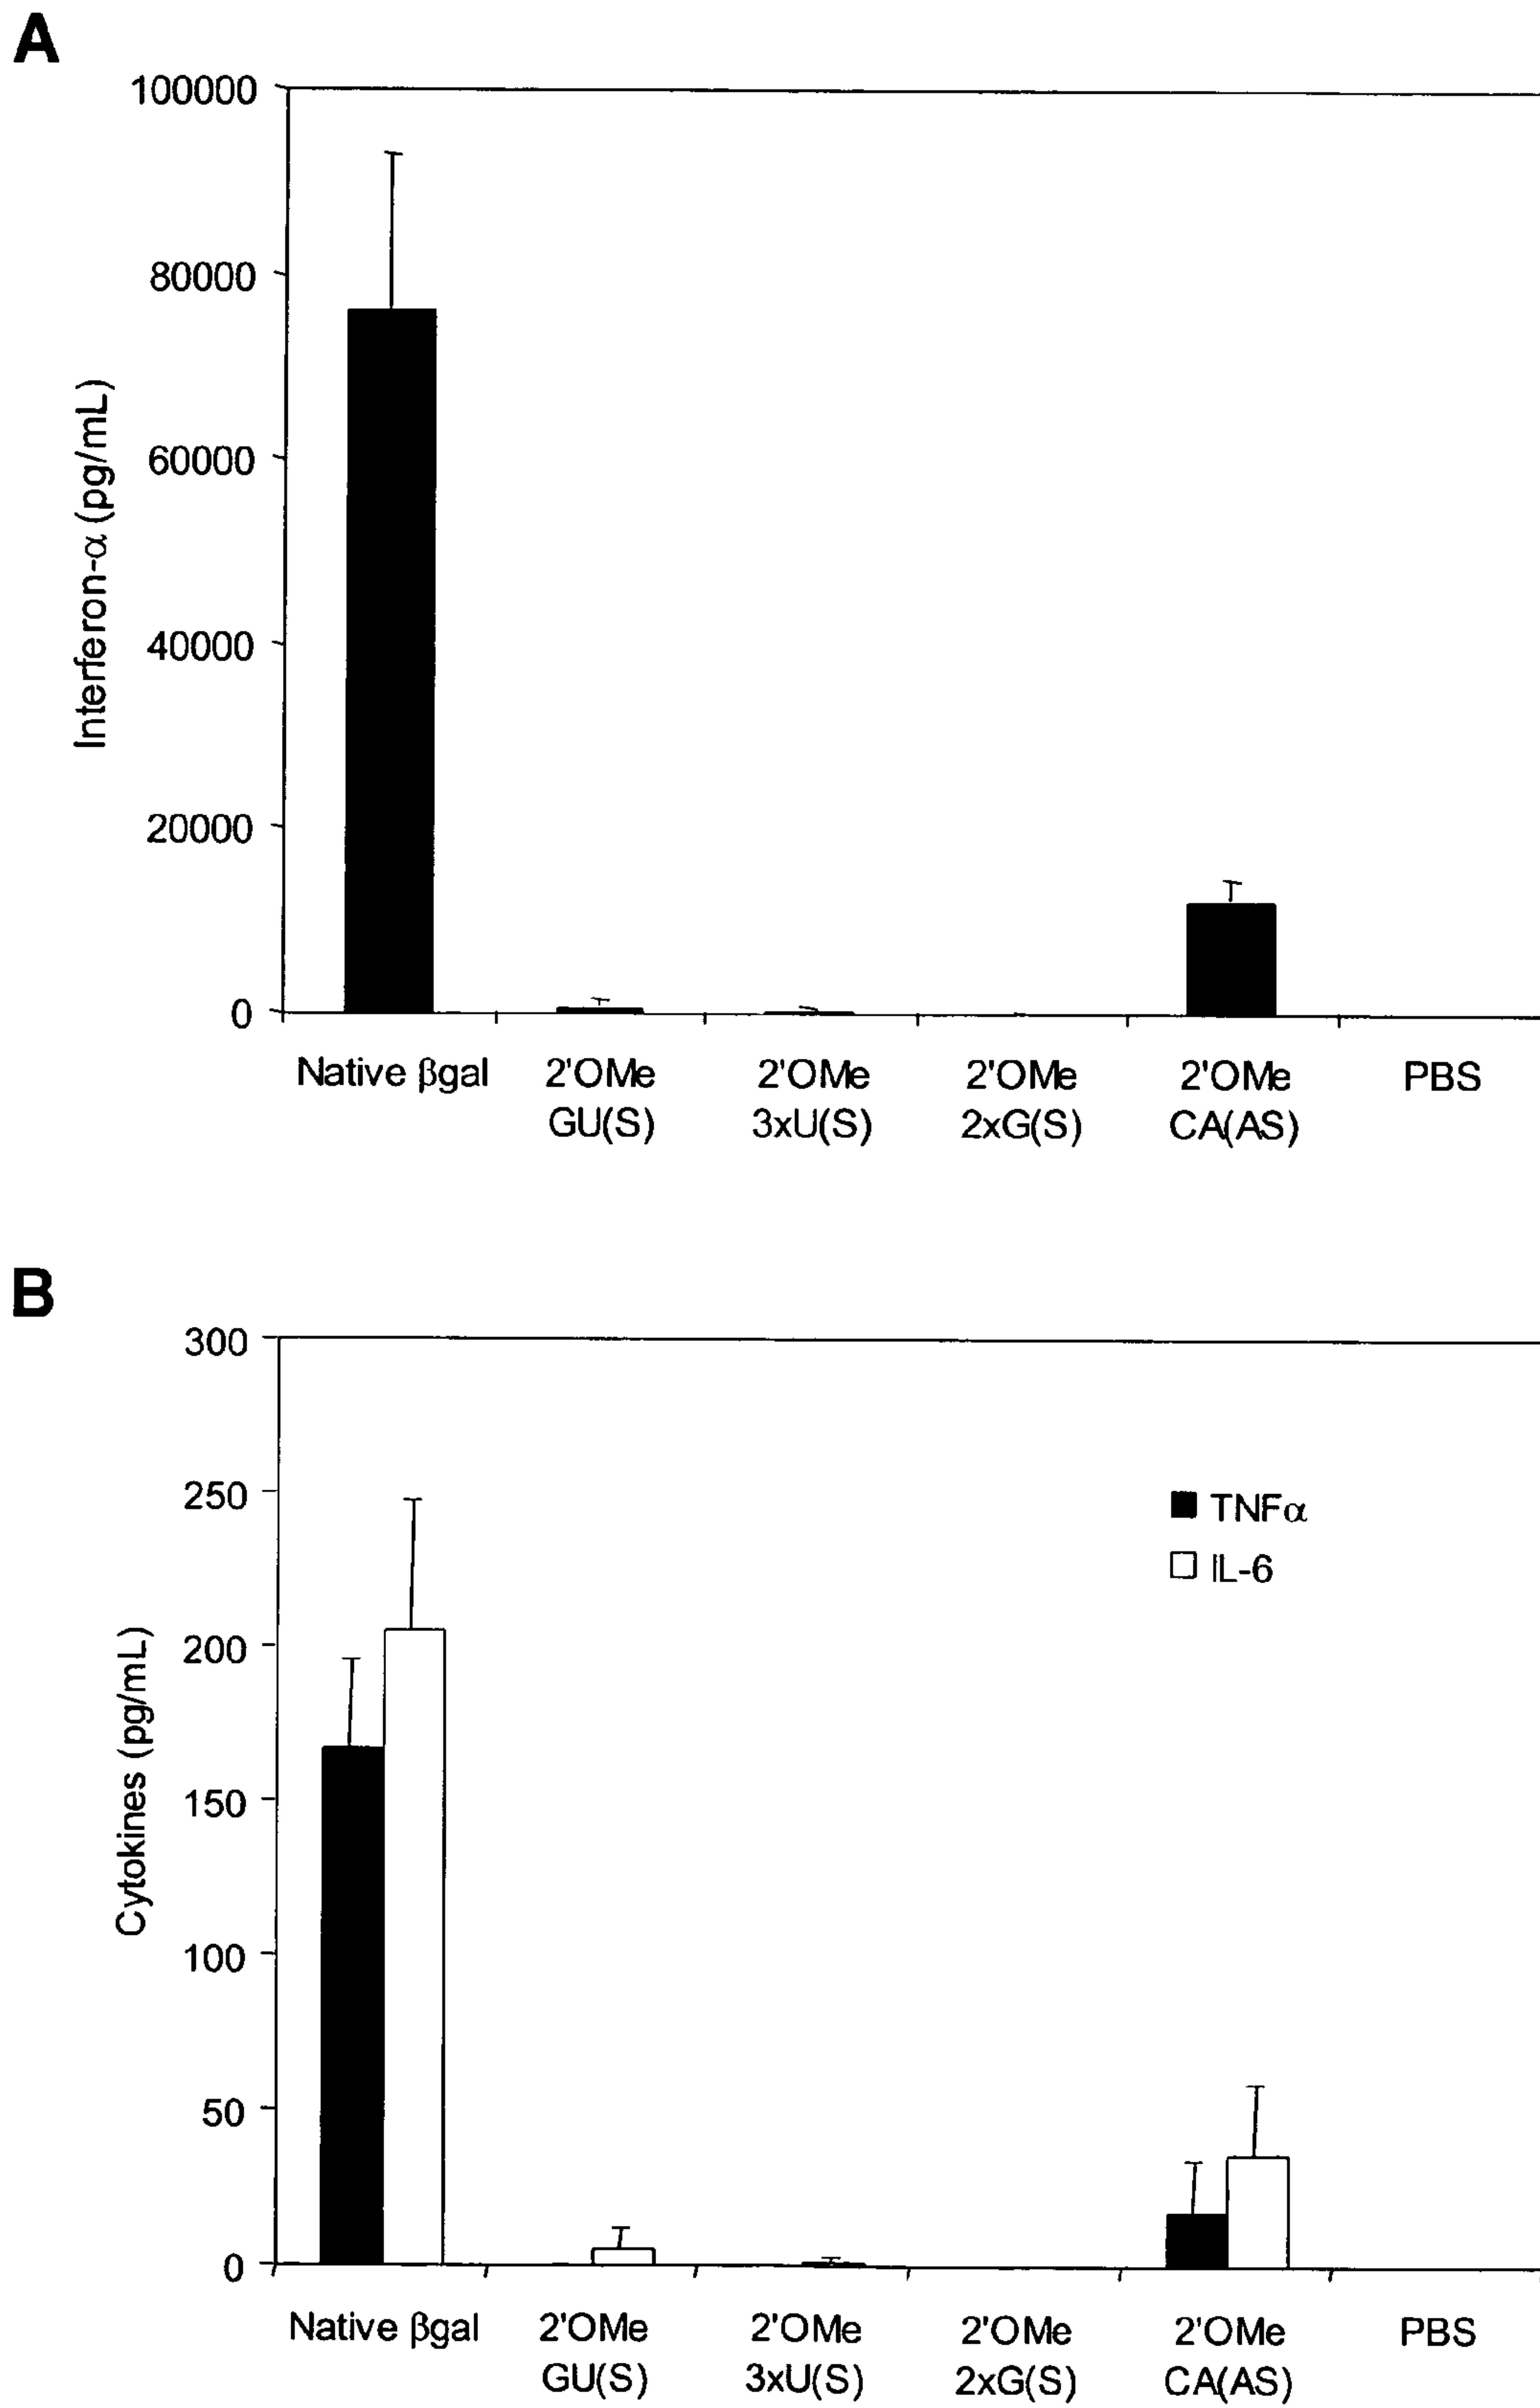 A
100000
80000
60000
40000
20000
0
Interferon-α (pg/mL)
Native βgal
2'OMe
GU(S)
2'OMe
3xU(S)
2'OMe
2xG(S)
2'OMe
CA(AS)
PBS
B
300
250
200
150
100
50
0
Cytokines (pg/mL)
TNFα
IL-6
Native βgal
2'OMe
GU(S)
2'OMe
3xU(S)
2'OMe
2xG(S)
2'OMe
CA(AS)
PBS